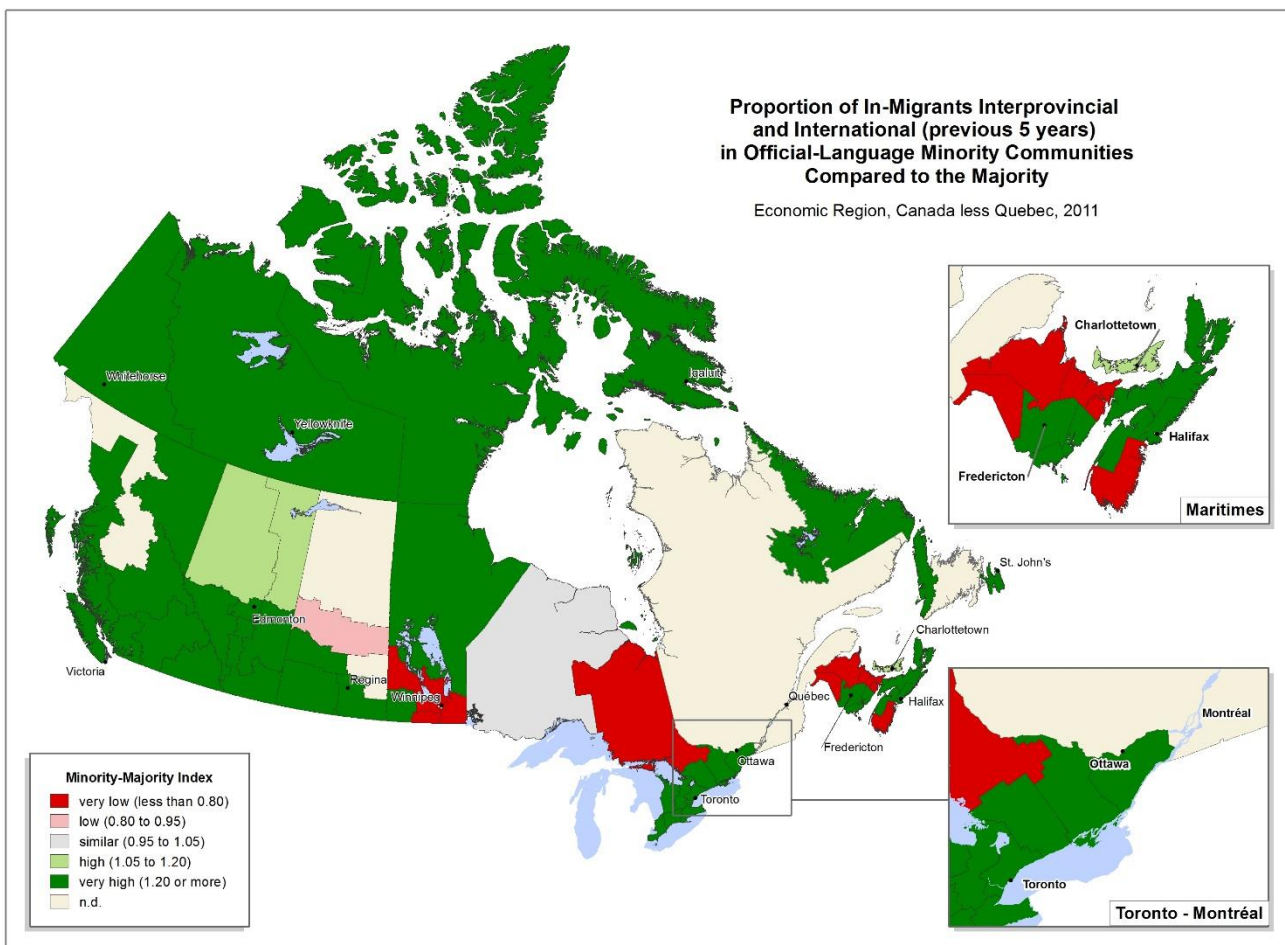 Proportion of In-Migrants Interprovincial
and International (previous 5 years)
in Official-Language Minority Communities
Compared to the Majority
Economic Region, Canada less Quebec, 2011
Charlottetown
Halifax
Fredericton
Maritimes
Whitehorse
Iqaluit
Yellowknife
St. John's
Edmonton
Charlottetown
Victoria
Regina
Winnipeg
Québec
Halifax
Fredericton
Ottawa
Toronto
Montréal
Ottawa
Toronto
Toronto - Montréal
Minority-Majority Index
very low (less than 0.80)
low (0.80 to 0.95)
similar (0.95 to 1.05)
high (1.05 to 1.20)
very high (1.20 or more)
n.d.